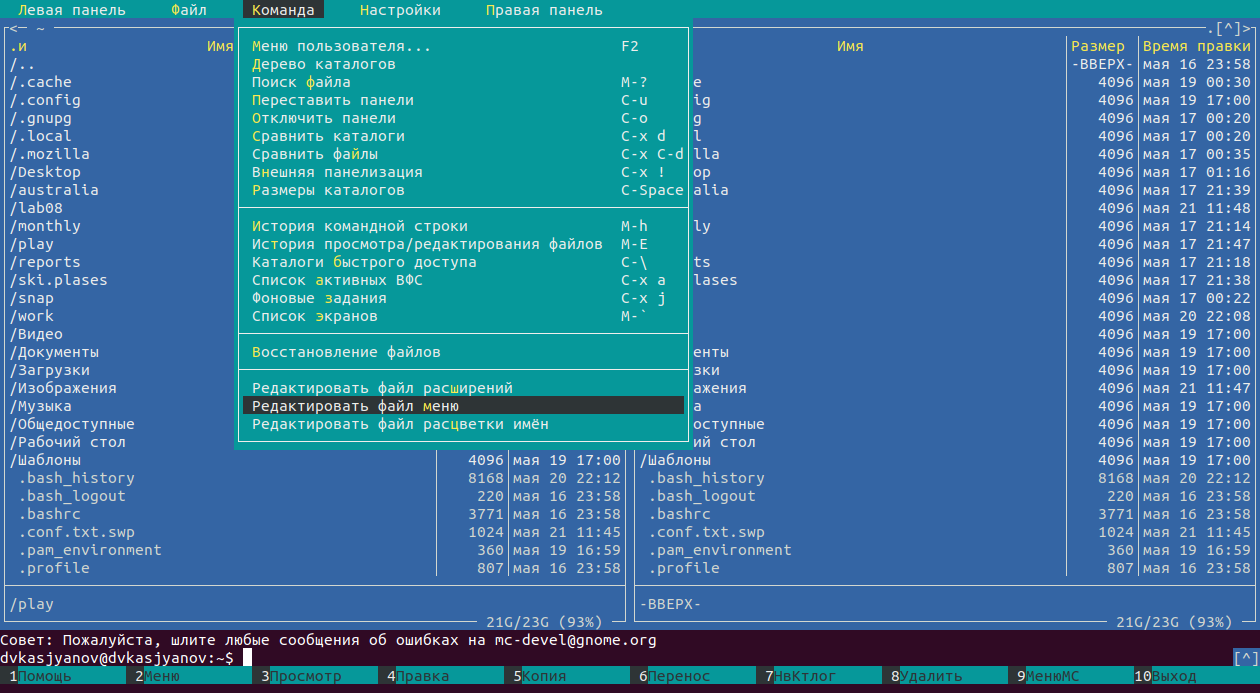 Левая панель Файл Команда Настройки Правая панель
<─ ~ .[^]>
.и Имя Меню пользователя... F2 Имя Размер Время правки
/.. Дерево каталогов -ВВЕРХ- мая 16 23:58
/.cache Поиск файла M-? e 4096 мая 19 00:30
/.config Переставить панели C-u ig 4096 мая 19 17:00
/.gnupg Отключить панели C-o g 4096 мая 17 00:20
/.local Сравнить каталоги C-x d l 4096 мая 17 00:20
/.mozilla Сравнить файлы C-x C-d lla 4096 мая 17 00:35
/Desktop Внешняя панелизация C-x ! op 4096 мая 17 01:16
/australia Размеры каталогов C-Space alia 4096 мая 17 21:39
/lab08 4096 мая 21 11:48
/monthly История командной строки M-h ly 4096 мая 17 21:14
/play История просмотра/редактирования файлов M-E 4096 мая 17 21:47
/reports Каталоги быстрого доступа C-\ ts 4096 мая 17 21:18
/ski.plases Список активных ВФС C-x a lases 4096 мая 17 21:38
/snap Фоновые задания C-x j 4096 мая 17 00:22
/work Список экранов M-` 4096 мая 20 22:08
/Видео 4096 мая 19 17:00
/Документы Восстановление файлов енты 4096 мая 19 17:00
/Загрузки зки 4096 мая 19 17:00
/Изображения Редактировать файл расширений ажения 4096 мая 21 11:47
/Музыка Редактировать файл меню а 4096 мая 19 17:00
/Общедоступные Редактировать файл расцветки имён оступные 4096 мая 19 17:00
/Рабочий стол ий стол 4096 мая 19 17:00
/Шаблоны 4096 мая 19 17:00 /Шаблоны 4096 мая 19 17:00
.bash_history 8168 мая 20 22:12 .bash_history 8168 мая 20 22:12
.bash_logout 220 мая 16 23:58 .bash_logout 220 мая 16 23:58
.bashrc 3771 мая 16 23:58 .bashrc 3771 мая 16 23:58
.conf.txt.swp 1024 мая 21 11:45 .conf.txt.swp 1024 мая 21 11:45
.pam_environment 360 мая 19 16:59 .pam_environment 360 мая 19 16:59
.profile 807 мая 16 23:58 .profile 807 мая 16 23:58
/play -ВВЕРХ-
21G/23G (93%) 21G/23G (93%)
Совет: Пожалуйста, шлите любые сообщения об ошибках на mc-devel@gnome.org
dvkasjyanov@dvkasjyanov:~$ [^]
1Помощь 2Меню 3Просмотр 4Правка 5Копия 6Перенос 7НвКтлог 8Удалить 9МенюМС 10Выход